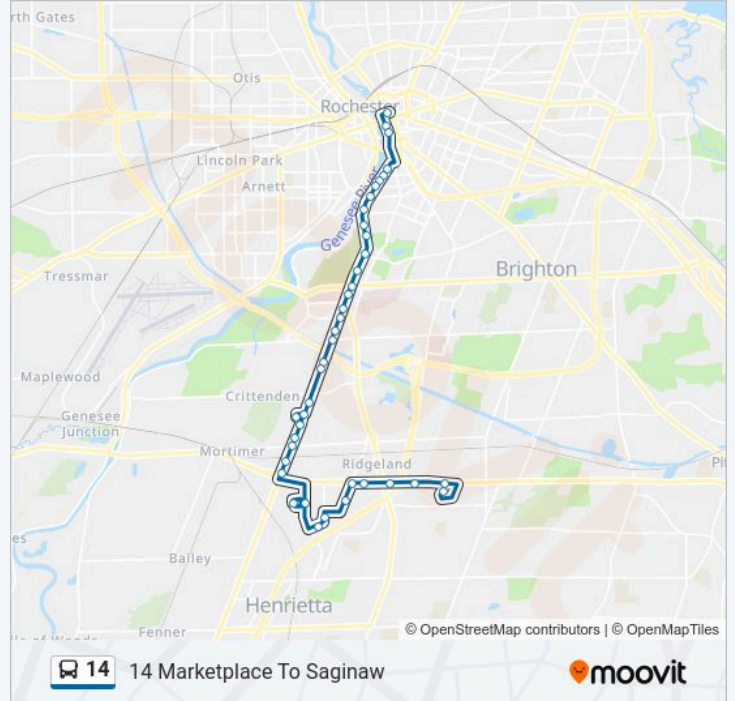 rth Gates
Otis
Rochester
Lincoln Park
Arnett
Genesee River
Brighton
Tressmar
Maplewood
Crittenden
Genesee
Junction
Mortimer
Ridgeland
Pi
es
Bailey
Henrietta
Fenner
© OpenStreetMap contributors | © OpenMapTiles
14 14 Marketplace To Saginaw moovit